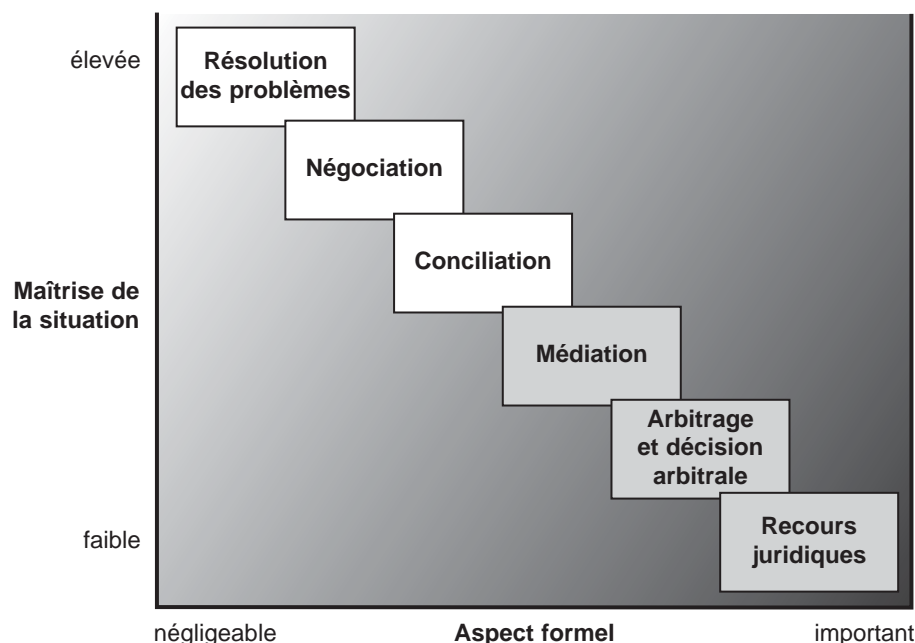 élevée
Résolution
des problèmes
Négociation
Conciliation
Maîtrise de
la situation
Médiation
Arbitrage
et décision
arbitrale
Recours
juridiques
faible
négligeable
Aspect formel
important